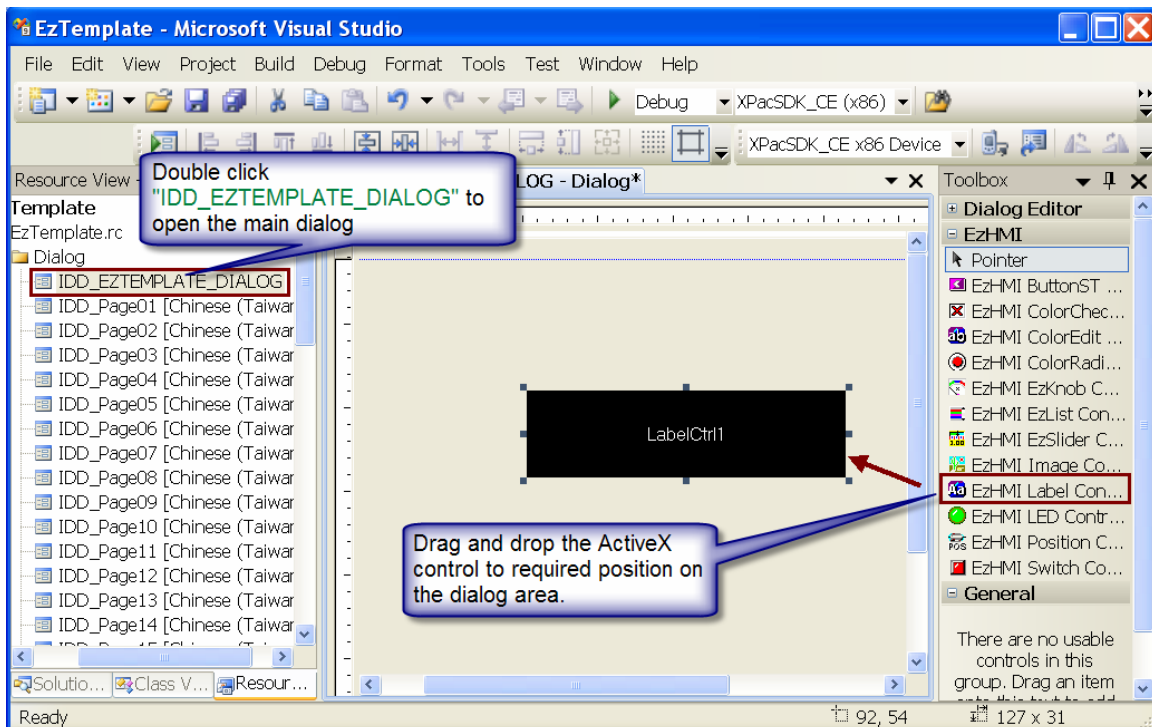 EzTemplate - Microsoft Visual Studio
File Edit View Project Build Debug Format Tools Test Window Help
Debug XPacSDK_CE (x86)
XPacSDK_CE x86 Device
Resource View -
Template
EzTemplate.rc
Dialog
IDD_EZTEMPLATE_DIALOG
IDD_Page01 [Chinese (Taiwar
IDD_Page02 [Chinese (Taiwar
IDD_Page03 [Chinese (Taiwar
IDD_Page04 [Chinese (Taiwar
IDD_Page05 [Chinese (Taiwar
IDD_Page06 [Chinese (Taiwar
IDD_Page07 [Chinese (Taiwar
IDD_Page08 [Chinese (Taiwar
IDD_Page09 [Chinese (Taiwar
IDD_Page10 [Chinese (Taiwar
IDD_Page11 [Chinese (Taiwar
IDD_Page12 [Chinese (Taiwar
IDD_Page13 [Chinese (Taiwar
IDD_Page14 [Chinese (Taiwar
Solutio... Class V... Resour...
Double click
"IDD_EZTEMPLATE_DIALOG" to
open the main dialog
LOG - Dialog*
LabelCtrl1
Drag and drop the ActiveX
control to required position on
the dialog area.
Toolbox
Dialog Editor
EzHMI
Pointer
EzHMI ButtonST ...
EzHMI ColorChec...
EzHMI ColorEdit ...
EzHMI ColorRadi...
EzHMI EzKnob C...
EzHMI EzList Con...
EzHMI EzSlider C...
EzHMI Image Co...
EzHMI Label Con...
EzHMI LED Contr...
EzHMI Position C...
EzHMI Switch Co...
General
There are no usable
controls in this
group. Drag an item
Ready 92, 54 127 x 31